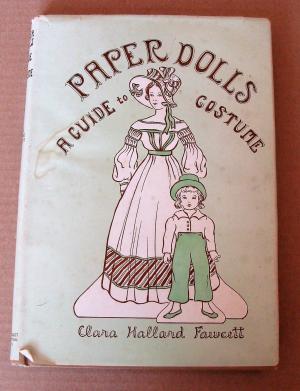 PAPER DOLLS
A GUIDE to COSTUME
Clara Hallard Fawcett